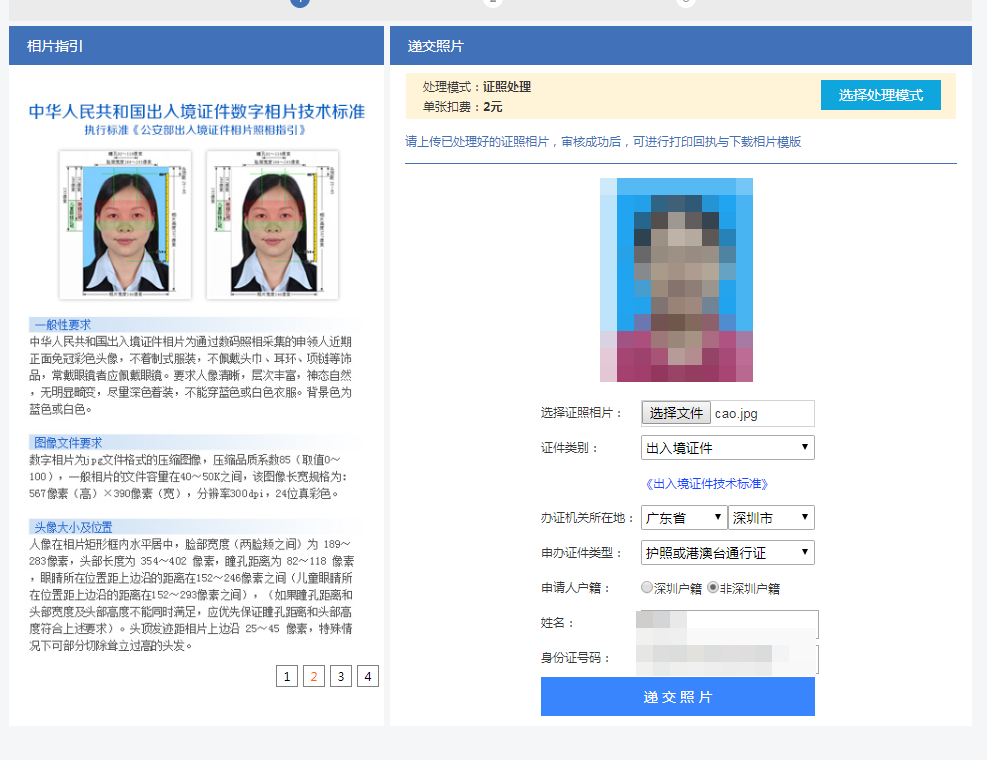 相片指引
中华人民共和国出入境证件数字相片技术标准
执行标准《公安部出入境证件相片照相指引》
一般性要求
中华人民共和国出入境证件相片为通过数码照相采集的申领人近期
正面免冠彩色头像，不着制式服装，不佩戴头巾、耳环、项链等饰
品，常戴眼镜者应佩戴眼镜。要求人像清晰，层次丰富，神态自然
，无明显畸变，尽量深色着装，不能穿蓝色或白色衣服。背景色为
蓝色或白色。
图像文件要求
数字相片为jpg文件格式的压缩图像，压缩品质系数85（取值0～
100），一般相片的文件容量在40～50K之间，该图像长宽规格为：
567像素（高）×390像素（宽），分辨率300dpi，24位真彩色。
头像大小及位置
人像在相片矩形框内水平居中，脸部宽度（两脸颊之间）为 189～
283像素，头部长度为 354～402 像素，瞳孔距离为 82～118 像素
，眼睛所在位置距上边沿的距离在152～246像素之间（儿童眼睛所
在位置距上边沿的距离在152～293像素之间），（如果瞳孔距离和
头部宽度及头部高度不能同时满足，应优先保证瞳孔距离和头部高
度符合上述要求）。头顶发迹距相片上边沿 25～45 像素，特殊情
况下可部分切除耸立过高的头发。
1 2 3 4
递交照片
处理模式：证照处理
单张扣费：2元
选择处理模式
请上传已处理好的证照相片，审核成功后，可进行打印回执与下载相片模版
选择证照相片： 选择文件 cao.jpg
证件类别： 出入境证件
《出入境证件技术标准》
办证机关所在地： 广东省 深圳市
申办证件类型： 护照或港澳台通行证
申请人户籍： 深圳户籍 非深圳户籍
姓名：
身份证号码：
递交照片